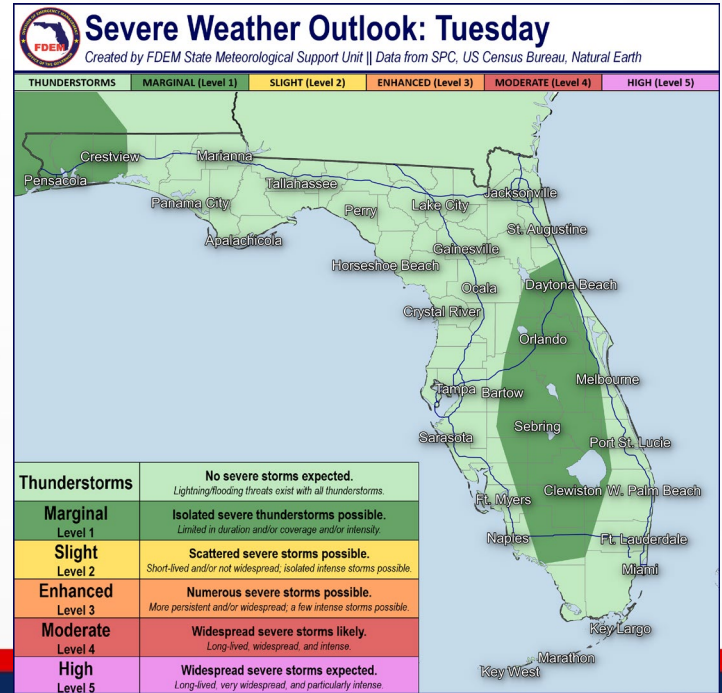 DIVISION OF EMERGENCY MANAGEMENT
FDEM
OFFICE OF THE GOVERNOR
Severe Weather Outlook: Tuesday
Created by FDEM State Meteorological Support Unit || Data from SPC, US Census Bureau, Natural Earth
THUNDERSTORMS MARGINAL (Level 1) SLIGHT (Level 2) ENHANCED (Level 3) MODERATE (Level 4) HIGH (Level 5)
Crestview
Marianna
Pensacola
Tallahassee
Jacksonville
Panama City
Perry
Lake City
St. Augustine
Apalachicola
Gainesville
Horseshoe Beach
Ocala
Daytona Beach
Crystal River
Orlando
Tampa
Bartow
Melbourne
Sebring
Sarasota
Port St. Lucie
Ft. Myers
Clewiston
W. Palm Beach
Naples
Ft. Lauderdale
Miami
Key Largo
Marathon
Key West
Thunderstorms
No severe storms expected.
Lightning/flooding threats exist with all thunderstorms.
Marginal
Level 1
Isolated severe thunderstorms possible.
Limited in duration and/or coverage and/or intensity.
Slight
Level 2
Scattered severe storms possible.
Short-lived and/or not widespread; isolated intense storms possible.
Enhanced
Level 3
Numerous severe storms possible.
More persistent and/or widespread; a few intense storms possible.
Moderate
Level 4
Widespread severe storms likely.
Long-lived, widespread, and intense.
High
Level 5
Widespread severe storms expected.
Long-lived, very widespread, and particularly intense.